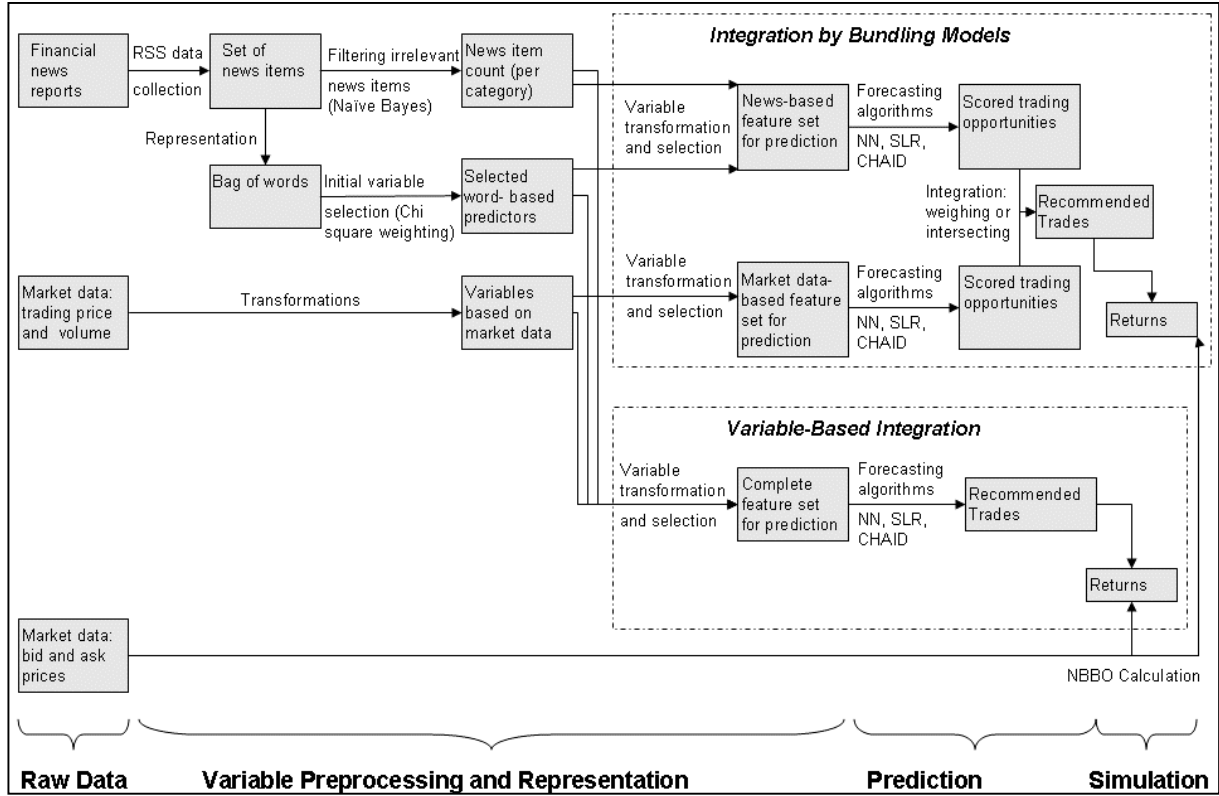 Integration by Bundling Models
Financial
news
reports
RSS data
collection
Set of
news items
Filtering irrelevant
news items
(Naïve Bayes)
News item
count (per
category)
Variable
transformation
and selection
News-based
feature set
for prediction
Forecasting
algorithms
NN, SLR,
CHAID
Scored trading
opportunities
Representation
Bag of words
Initial variable
selection (Chi
square weighting)
Selected
word- based
predictors
Integration:
weighing or
intersecting
Recommended
Trades
Market data:
trading price
and volume
Transformations
Variables
based on
market data
Variable
transformation
and selection
Market data-
based feature
set for
prediction
Forecasting
algorithms
NN, SLR,
CHAID
Scored trading
opportunities
Returns
Variable-Based Integration
Variable
transformation
and selection
Complete
feature set
for prediction
Forecasting
algorithms
NN, SLR,
CHAID
Recommended
Trades
Returns
Market data:
bid and ask
prices
NBBO Calculation
Raw Data
Variable Preprocessing and Representation
Prediction
Simulation